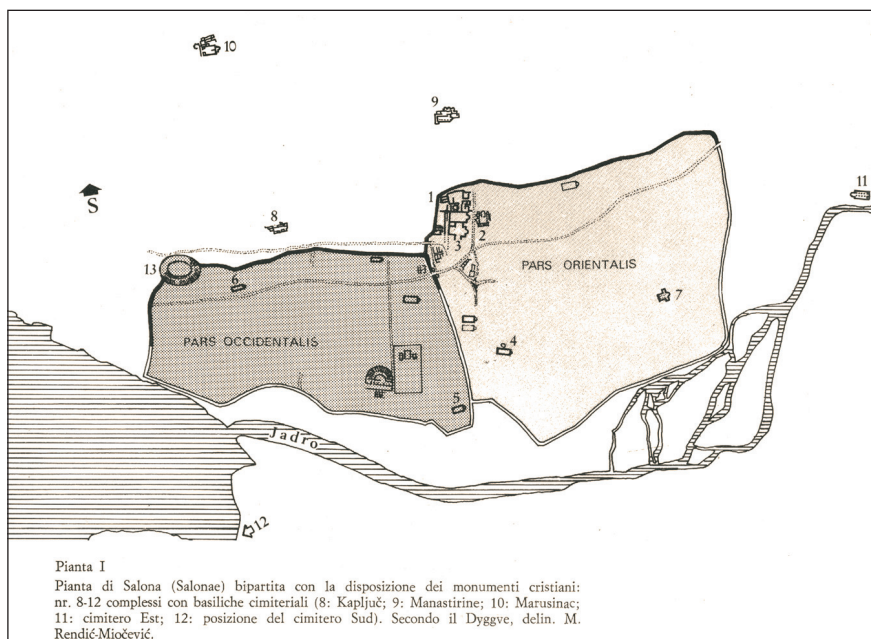 10
9
11
1
S
8
2
3
13
6
PARS ORIENTALIS
7
PARS OCCIDENTALIS
4
5
Jadro
12
Pianta I
Pianta di Salona (Salonae) bipartita con la disposizione dei monumenti cristiani:
nr. 8-12 complessi con basiliche cimiteriali (8: Kapljuč; 9: Manastirine; 10: Marusinac;
11: cimitero Est; 12: posizione del cimitero Sud). Secondo il Dyggve, delin. M.
Rendić-Miočević.